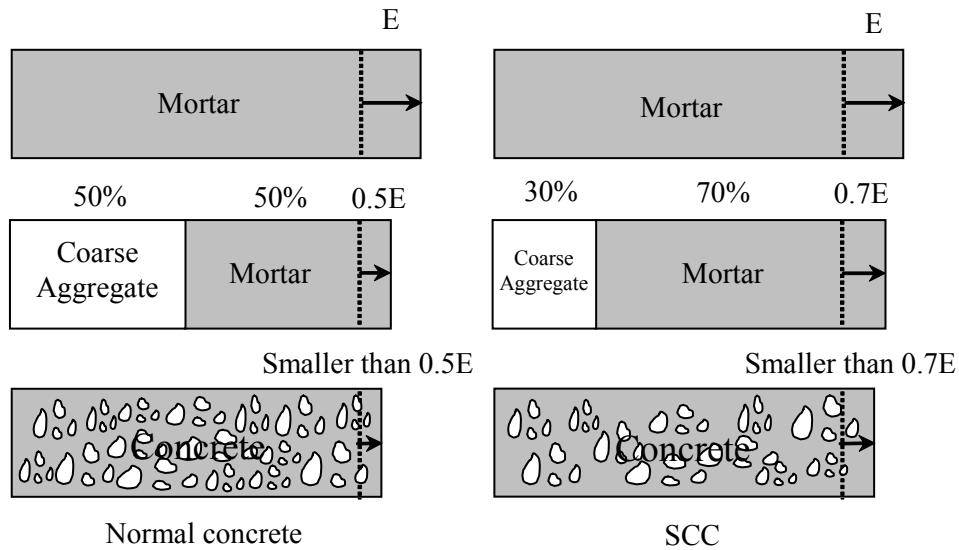 E
Mortar
50%
50%
0.5E
Coarse
Aggregate
Mortar
Smaller than 0.5E
Concrete
Normal concrete
E
Mortar
30%
70%
0.7E
Coarse
Aggregate
Mortar
Smaller than 0.7E
Concrete
SCC